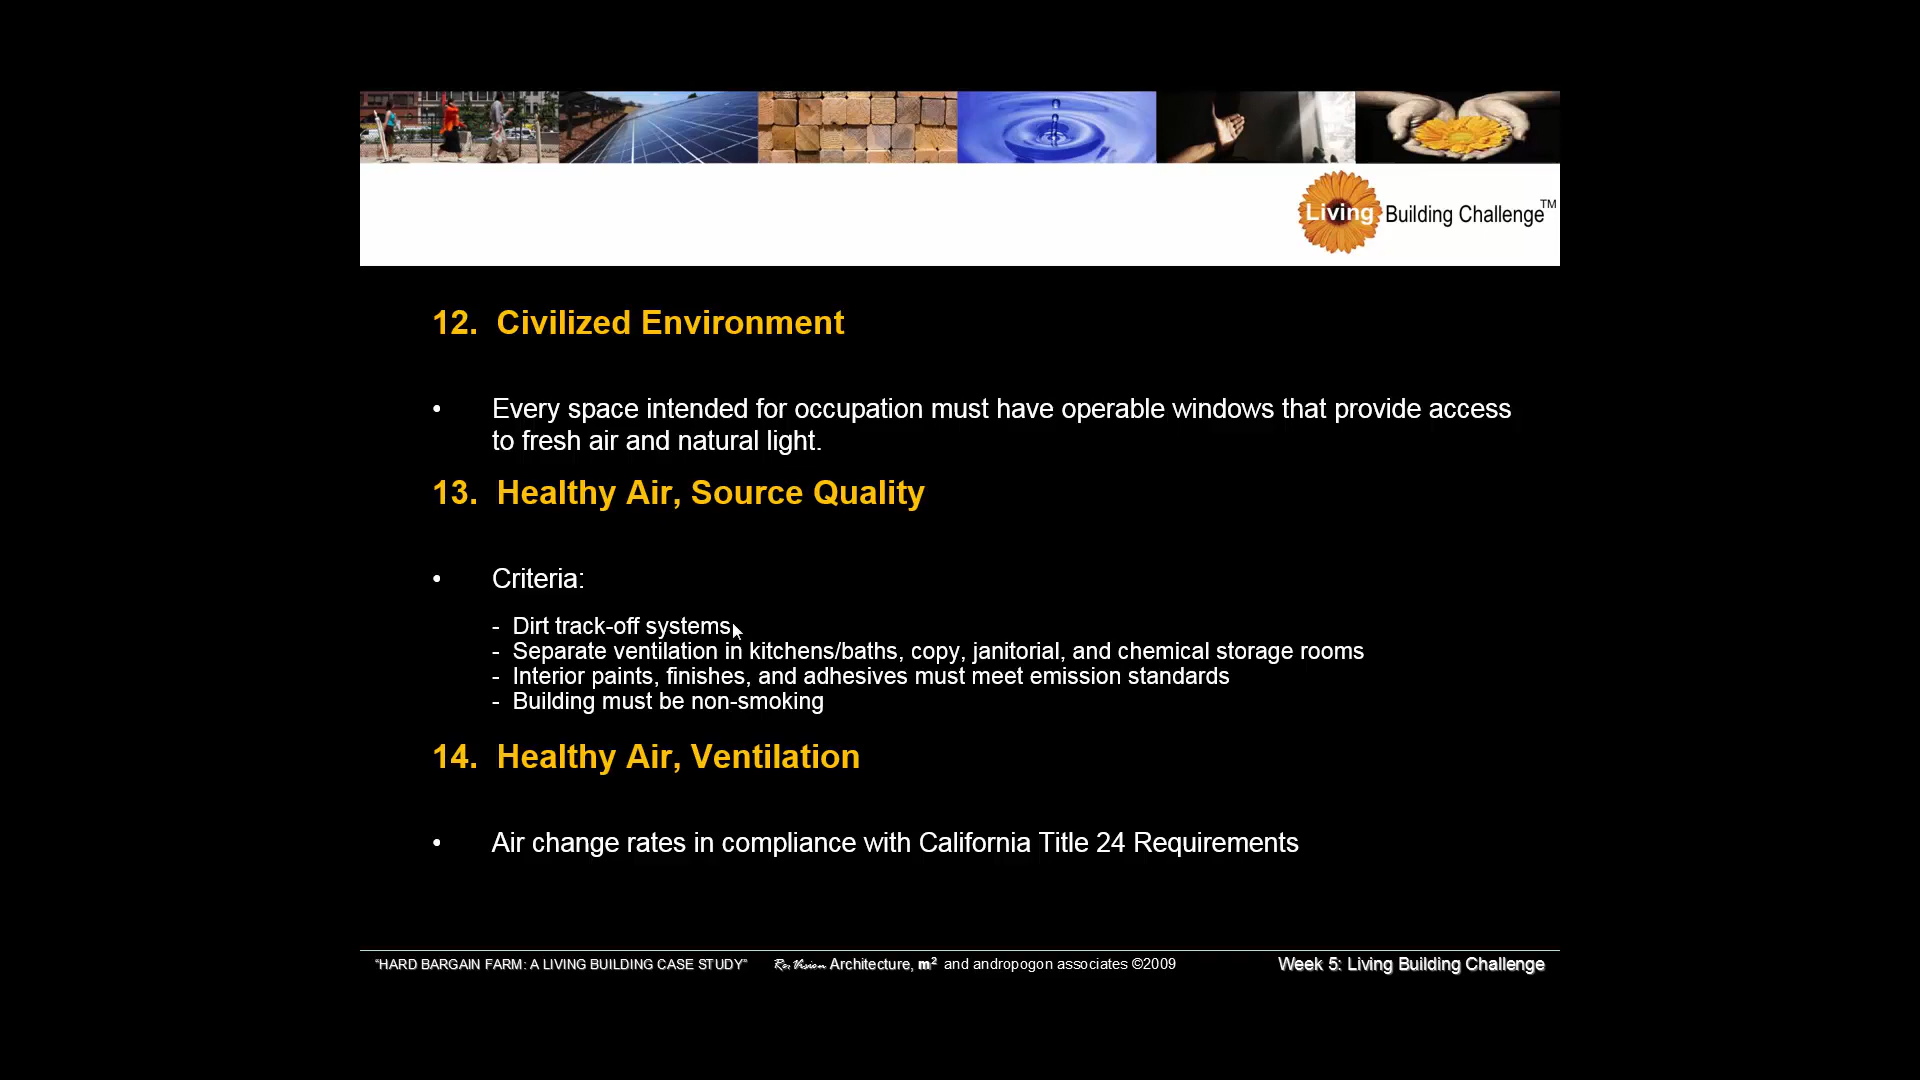 Living Building Challenge™
12. Civilized Environment
• Every space intended for occupation must have operable windows that provide access
to fresh air and natural light.
13. Healthy Air, Source Quality
• Criteria:
- Dirt track-off systems
- Separate ventilation in kitchens/baths, copy, janitorial, and chemical storage rooms
- Interior paints, finishes, and adhesives must meet emission standards
- Building must be non-smoking
14. Healthy Air, Ventilation
• Air change rates in compliance with California Title 24 Requirements
“HARD BARGAIN FARM: A LIVING BUILDING CASE STUDY” Re:Vision Architecture, m² and andropogon associates ©2009 Week 5: Living Building Challenge